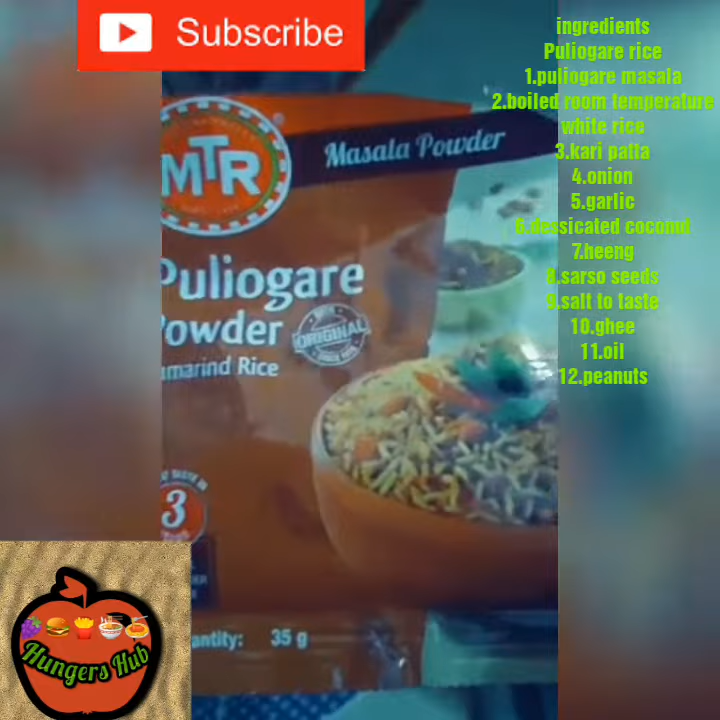 Subscribe
ingredients
Puliogare rice
1.puliogare masala
2.boiled room temperature
white rice
3.kari patta
4.onion
5.garlic
6.dessicated coconut
7.heeng
8.sarso seeds
9.salt to taste
10.ghee
11.oil
12.peanuts
MTR
Masala Powder
Puliogare
Powder
ORIGINAL
amarind Rice
3
antity: 35 g
Hungers Hub